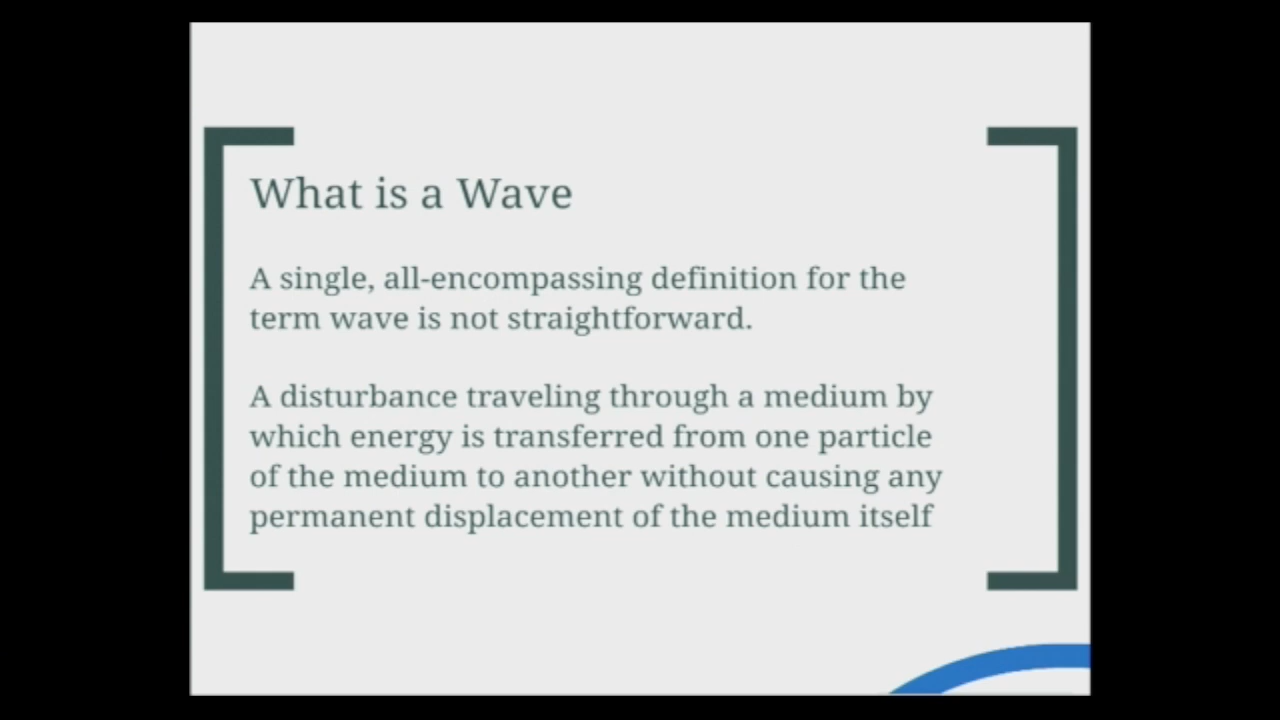 What is a Wave
A single, all-encompassing definition for the
term wave is not straightforward.
A disturbance traveling through a medium by
which energy is transferred from one particle
of the medium to another without causing any
permanent displacement of the medium itself